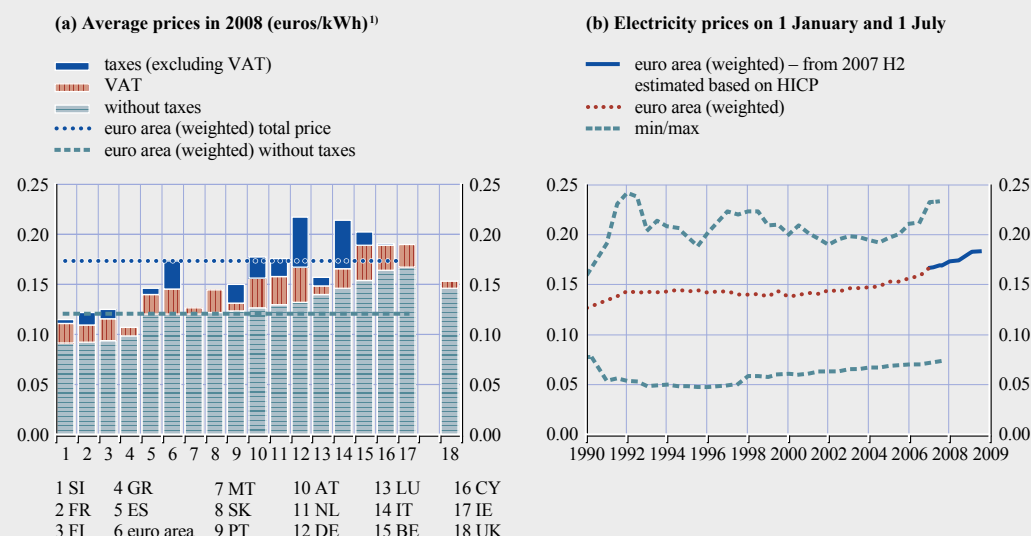 (a) Average prices in 2008 (euros/kWh)¹⁾
taxes (excluding VAT)
VAT
without taxes
euro area (weighted) total price
euro area (weighted) without taxes
0.25 0.25
0.20 0.20
0.15 0.15
0.10 0.10
0.05 0.05
0.00 0.00
1 2 3 4 5 6 7 8 9 10 11 12 13 14 15 16 17 18
1 SI 4 GR 7 MT 10 AT 13 LU 16 CY
2 FR 5 ES 8 SK 11 NL 14 IT 17 IE
3 FI 6 euro area 9 PT 12 DE 15 BE 18 UK
(b) Electricity prices on 1 January and 1 July
euro area (weighted) – from 2007 H2
estimated based on HICP
euro area (weighted)
min/max
0.25 0.25
0.20 0.20
0.15 0.15
0.10 0.10
0.05 0.05
0.00 0.00
1990 1992 1994 1996 1998 2000 2002 2004 2006 2008 2009